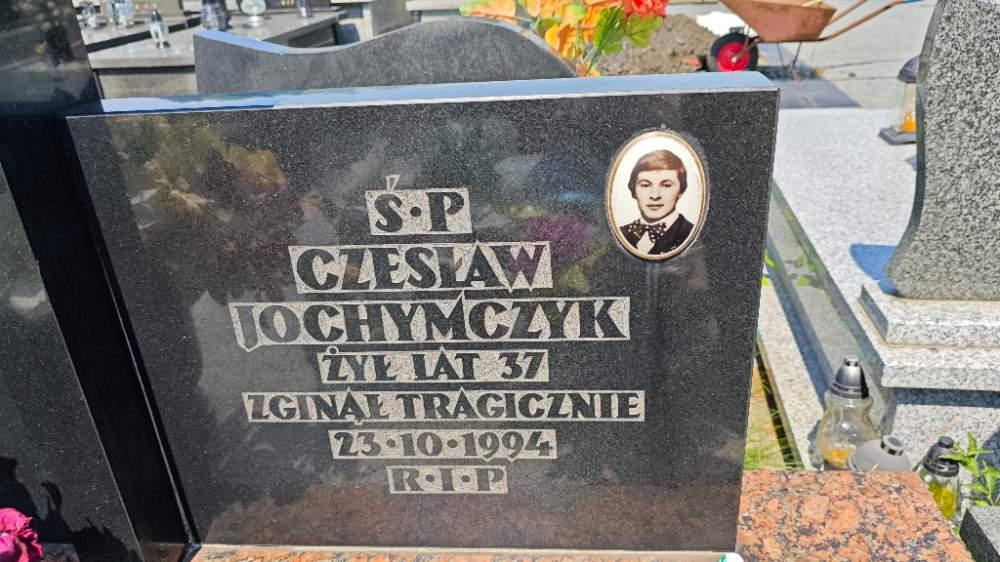 Ś·P
CZESŁAW
JOCHYMCZYK
ŻYŁ LAT 37
ZGINĄŁ TRAGICZNIE
23·10·1994
R·I·P